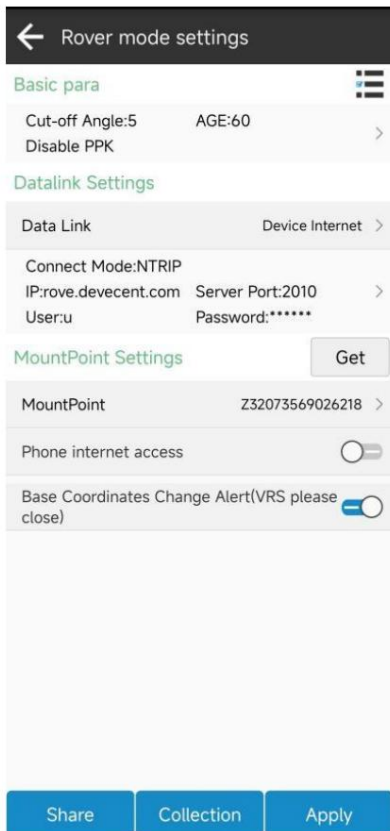 Rover mode settings
Basic para
Cut-off Angle:5 AGE:60
Disable PPK
Datalink Settings
Data Link Device Internet
Connect Mode:NTRIP
IP:rove.devecent.com Server Port:2010
User:u Password:******
MountPoint Settings Get
MountPoint Z32073569026218
Phone internet access
Base Coordinates Change Alert(VRS please
close)
Share Collection Apply